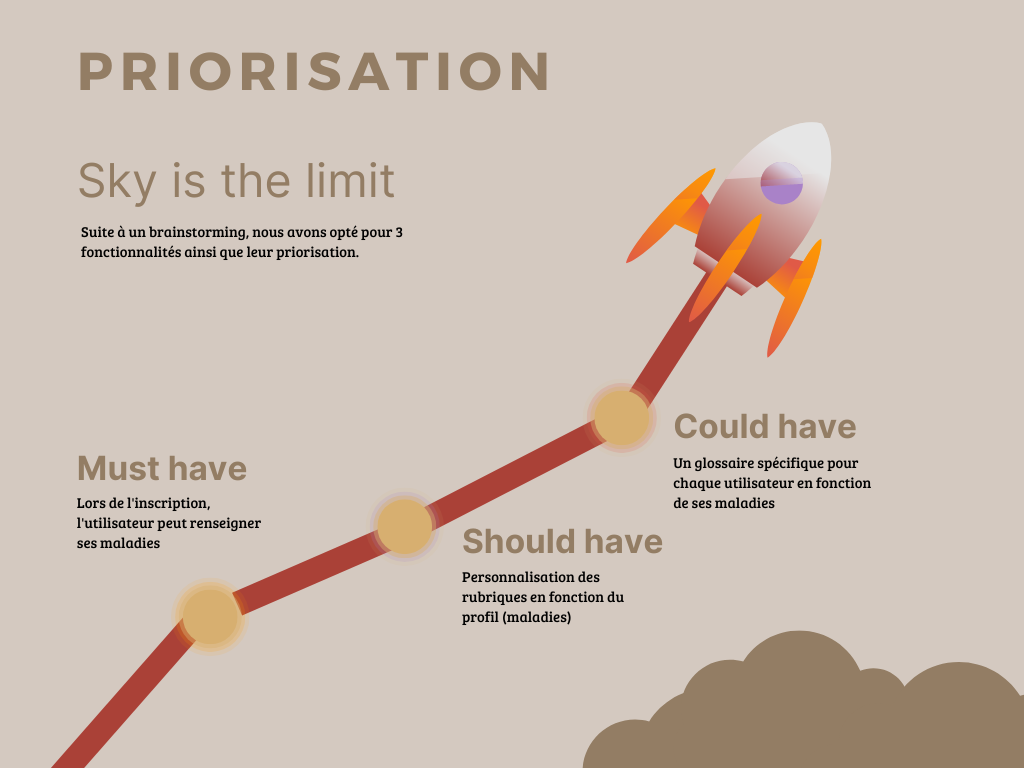 PRIORISATION
Sky is the limit
Suite à un brainstorming, nous avons opté pour 3
fonctionnalités ainsi que leur priorisation.
Must have
Lors de l'inscription,
l'utilisateur peut renseigner
ses maladies
Should have
Personnalisation des
rubriques en fonction du
profil (maladies)
Could have
Un glossaire spécifique pour
chaque utilisateur en fonction
de ses maladies